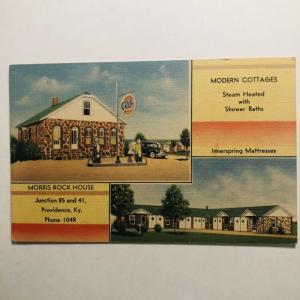 MODERN COTTAGES
Steam Heated
with
Shower Baths
Innerspring Mattresses
GULF
MORRIS ROCK HOUSE
Junction 85 and 41,
Providence, Ky.
Phone 104R